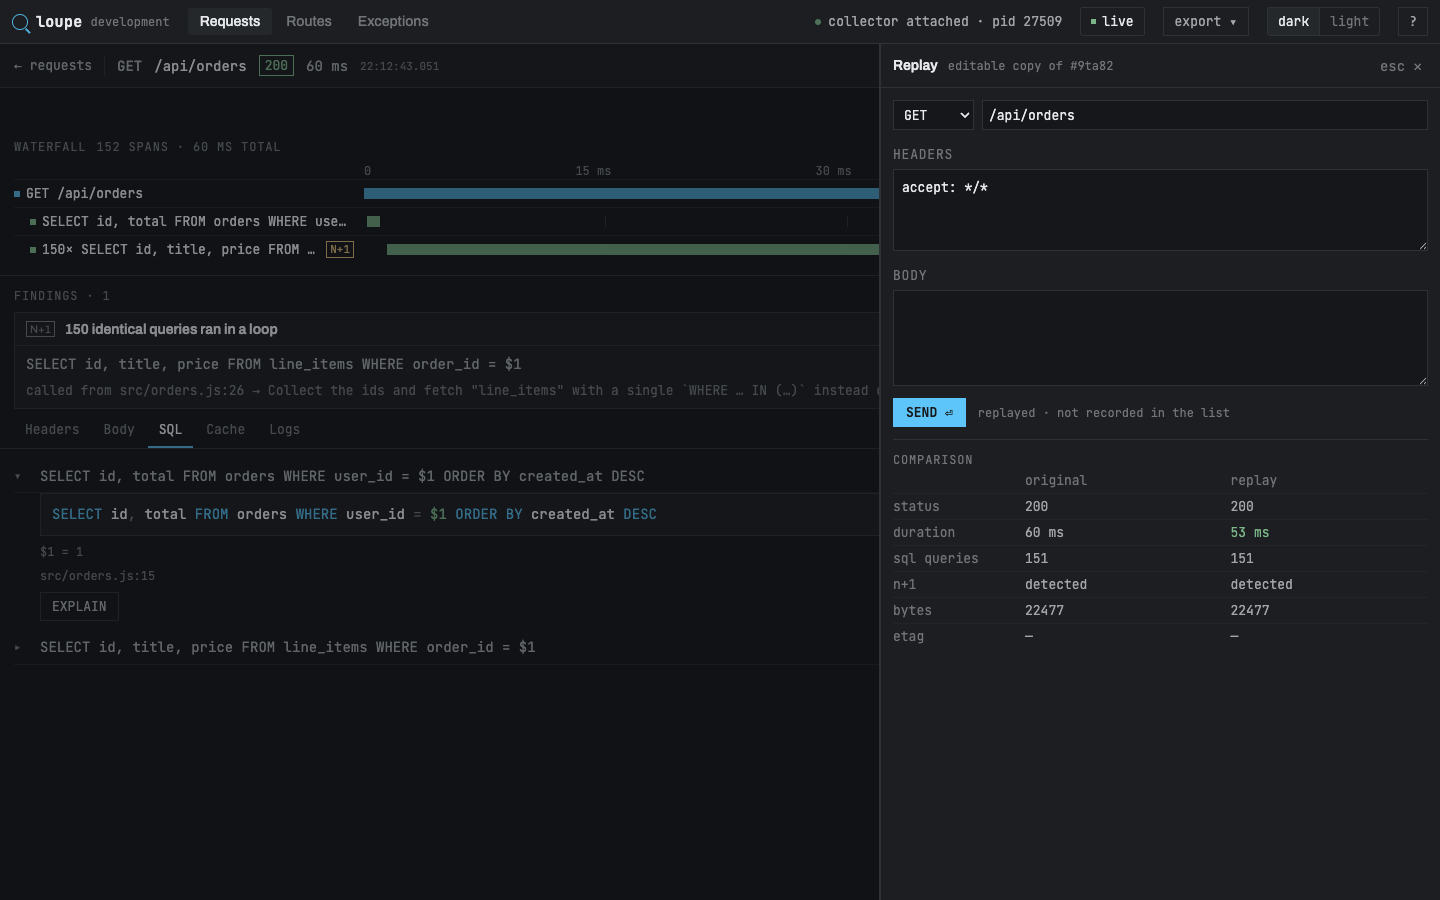 loupe development Requests Routes Exceptions collector attached · pid 27509 live export ▾ dark light ?
← requests GET /api/orders 200 60 ms 22:12:43.051
WATERFALL 152 SPANS · 60 MS TOTAL
0 15 ms 30 ms
GET /api/orders
SELECT id, total FROM orders WHERE use…
150× SELECT id, title, price FROM … N+1
FINDINGS · 1
N+1 150 identical queries ran in a loop
SELECT id, title, price FROM line_items WHERE order_id = $1
called from src/orders.js:26 → Collect the ids and fetch "line_items" with a single `WHERE … IN (…)` instead
Headers Body SQL Cache Logs
▾ SELECT id, total FROM orders WHERE user_id = $1 ORDER BY created_at DESC
SELECT id, total FROM orders WHERE user_id = $1 ORDER BY created_at DESC
$1 = 1
src/orders.js:15
EXPLAIN
▸ SELECT id, title, price FROM line_items WHERE order_id = $1
Replay editable copy of #9ta82 esc ×
GET /api/orders
HEADERS
accept: */*
BODY
SEND ⏎ replayed · not recorded in the list
COMPARISON
original replay
status 200 200
duration 60 ms 53 ms
sql queries 151 151
n+1 detected detected
bytes 22477 22477
etag — —